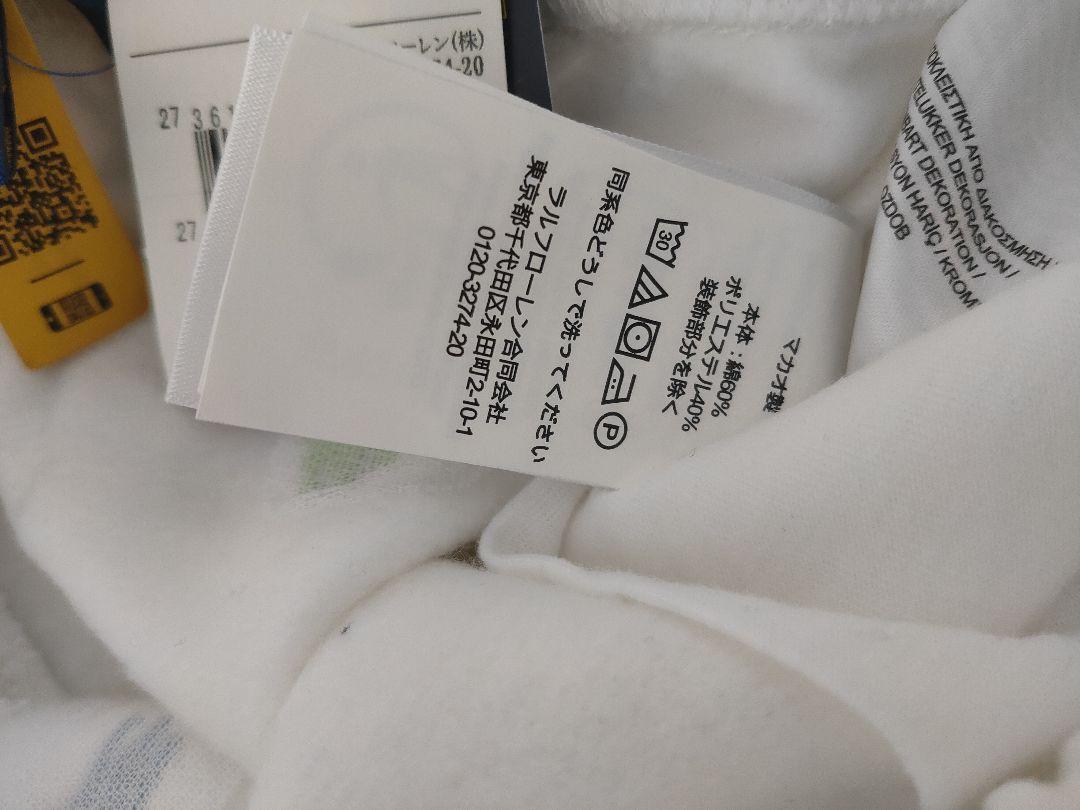 マカオ製
本体：綿60%
ポリエステル40%
装飾部分を除く
30
P
同系色どうしで洗ってください
ラルフローレン合同会社
東京都千代田区永田町2-10-1
0120-3274-20
ーレン(株)
4-20
27 361
27
ΔΙΑΚΟΣΜΗΣΗ
TELUKKER DEKORASJON /
BART DEKORATION /
SYON HARIÇ / KROM
OZDOB